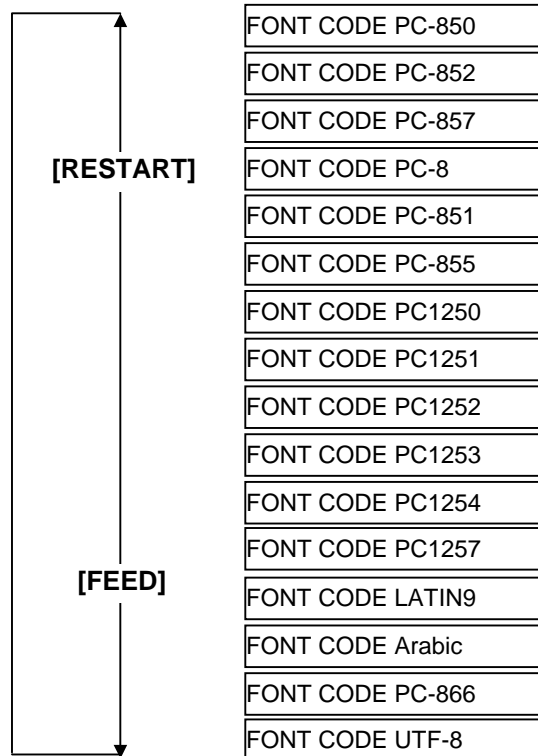 FONT CODE PC-850
FONT CODE PC-852
FONT CODE PC-857
[RESTART]
FONT CODE PC-8
FONT CODE PC-851
FONT CODE PC-855
FONT CODE PC1250
FONT CODE PC1251
FONT CODE PC1252
FONT CODE PC1253
FONT CODE PC1254
FONT CODE PC1257
[FEED]
FONT CODE LATIN9
FONT CODE Arabic
FONT CODE PC-866
FONT CODE UTF-8